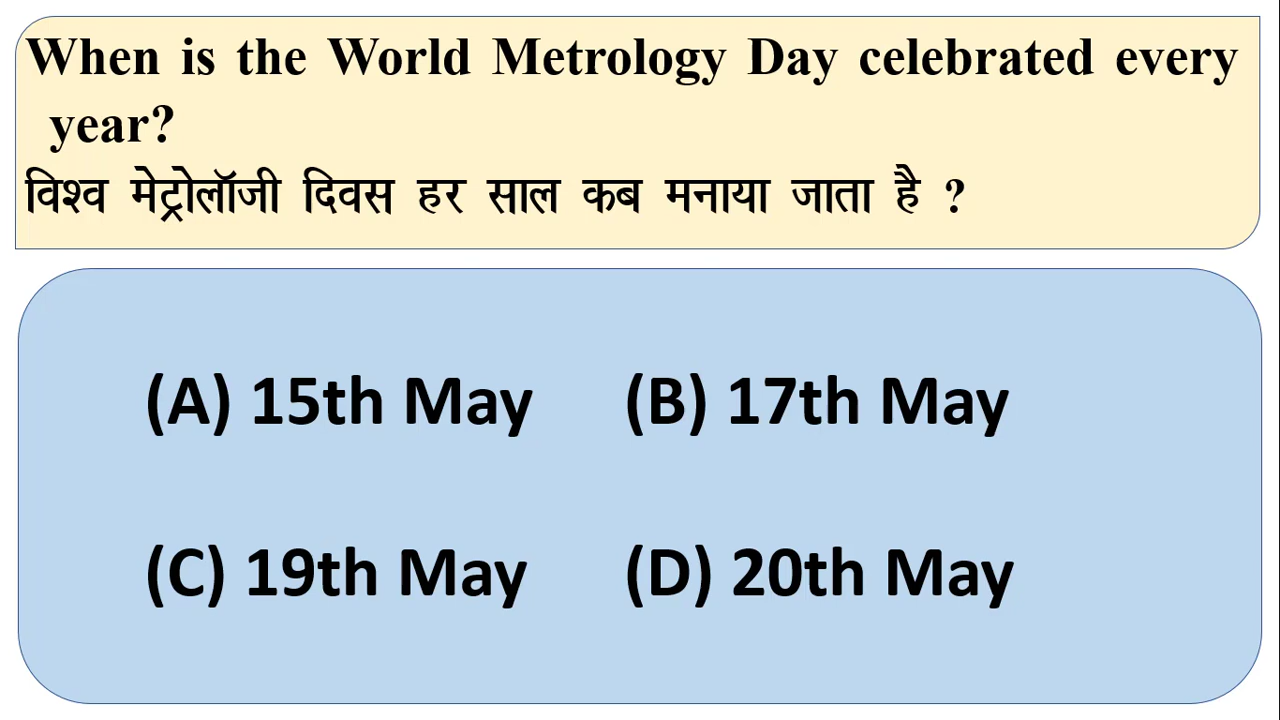 When is the World Metrology Day celebrated every
year?
विश्व मेट्रोलॉजी दिवस हर साल कब मनाया जाता है ?
(A) 15th May (B) 17th May
(C) 19th May (D) 20th May